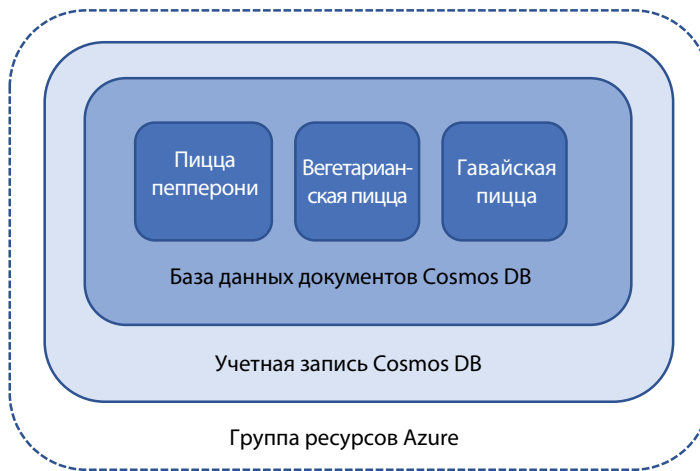 Пицца
пепперони
Вегетариан-
ская пицца
Гавайская
пицца
База данных документов Cosmos DB
Учетная запись Cosmos DB
Группа ресурсов Azure